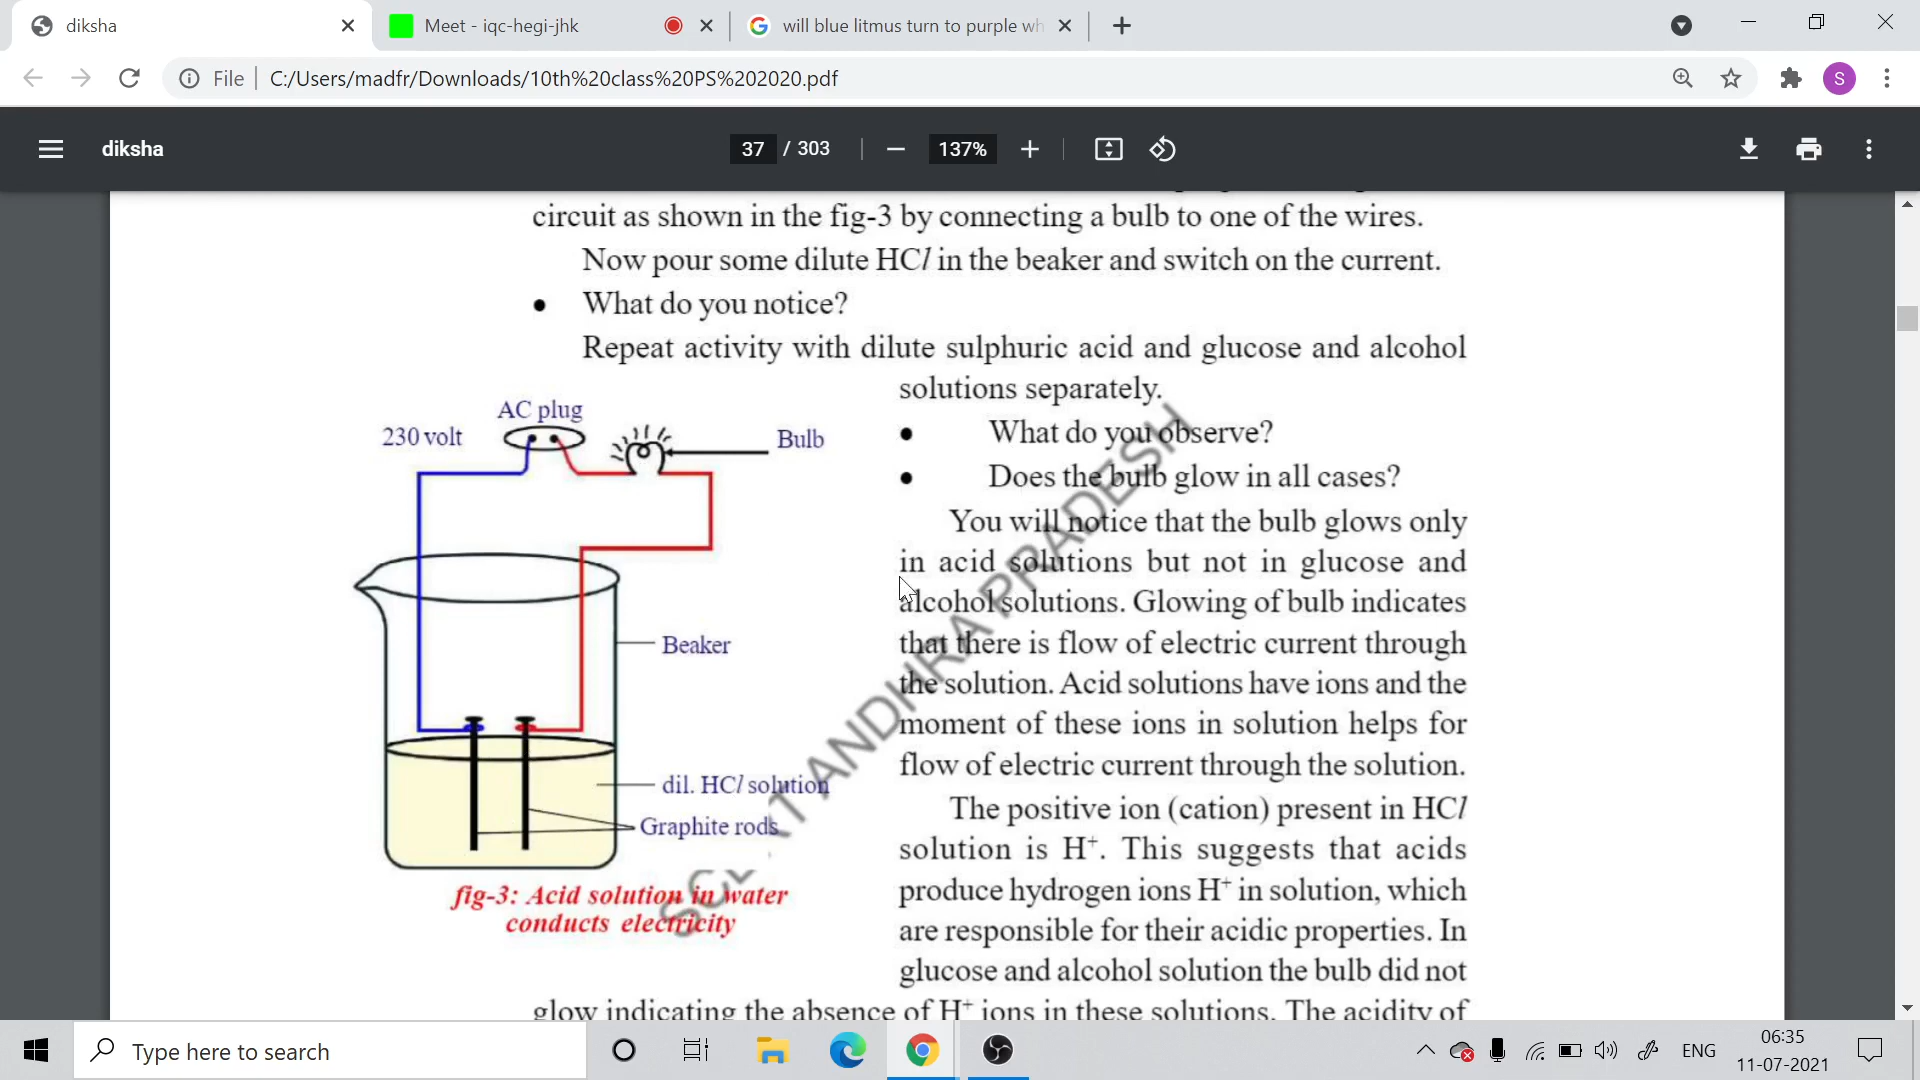 diksha
Meet - iqc-hegi-jhk
will blue litmus turn to purple wh
File
C:/Users/madfr/Downloads/10th%20class%20PS%202020.pdf
S
diksha
37 / 303
137%
circuit as shown in the fig-3 by connecting a bulb to one of the wires.
Now pour some dilute HCl in the beaker and switch on the current.
• What do you notice?
Repeat activity with dilute sulphuric acid and glucose and alcohol
solutions separately.
• What do you observe?
• Does the bulb glow in all cases?
You will notice that the bulb glows only
in acid solutions but not in glucose and
alcohol solutions. Glowing of bulb indicates
that there is flow of electric current through
the solution. Acid solutions have ions and the
moment of these ions in solution helps for
flow of electric current through the solution.
The positive ion (cation) present in HCl
solution is H⁺. This suggests that acids
produce hydrogen ions H⁺ in solution, which
are responsible for their acidic properties. In
glucose and alcohol solution the bulb did not
glow indicating the absence of H⁺ ions in these solutions. The acidity of
AC plug
230 volt
Bulb
Beaker
dil. HCl solution
Graphite rods
fig-3: Acid solution in water
conducts electricity
ANDHRA PRADESH
Type here to search
ENG
06:35
11-07-2021